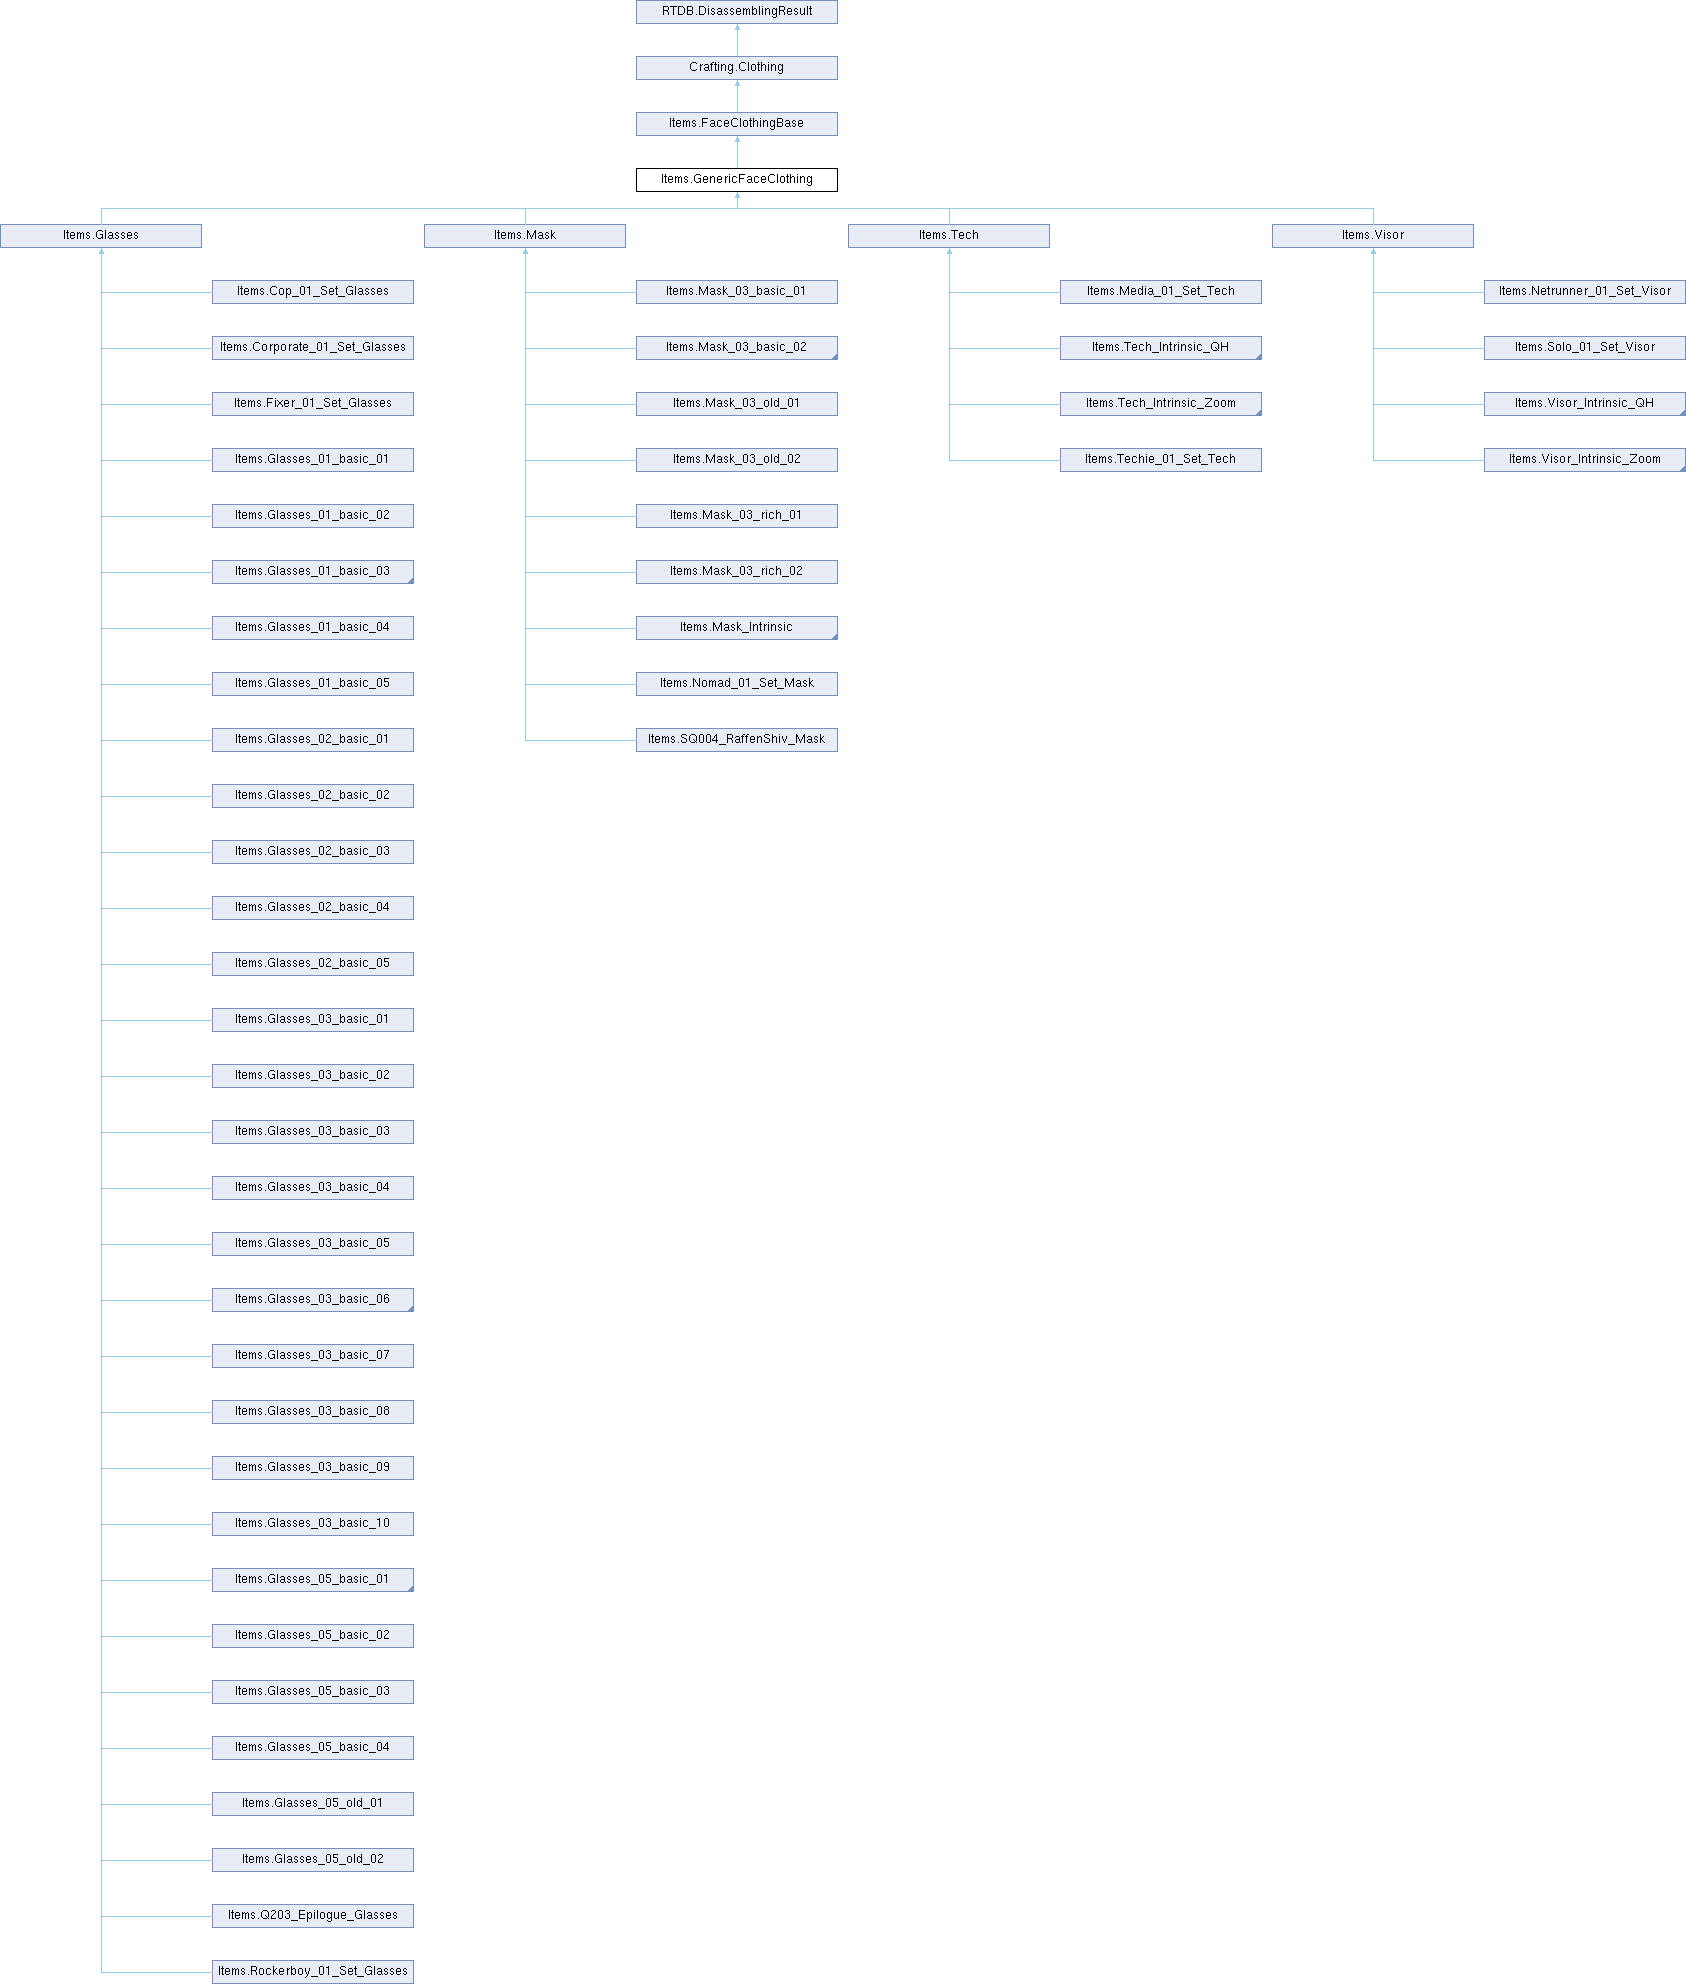 RTDB.DisassemblingResult
Crafting.Clothing
Items.FaceClothingBase
Items.GenericFaceClothing
Items.Glasses
Items.Cop_01_Set_Glasses
Items.Corporate_01_Set_Glasses
Items.Fixer_01_Set_Glasses
Items.Glasses_01_basic_01
Items.Glasses_01_basic_02
Items.Glasses_01_basic_03
Items.Glasses_01_basic_04
Items.Glasses_01_basic_05
Items.Glasses_02_basic_01
Items.Glasses_02_basic_02
Items.Glasses_02_basic_03
Items.Glasses_02_basic_04
Items.Glasses_02_basic_05
Items.Glasses_03_basic_01
Items.Glasses_03_basic_02
Items.Glasses_03_basic_03
Items.Glasses_03_basic_04
Items.Glasses_03_basic_05
Items.Glasses_03_basic_06
Items.Glasses_03_basic_07
Items.Glasses_03_basic_08
Items.Glasses_03_basic_09
Items.Glasses_03_basic_10
Items.Glasses_05_basic_01
Items.Glasses_05_basic_02
Items.Glasses_05_basic_03
Items.Glasses_05_basic_04
Items.Glasses_05_old_01
Items.Glasses_05_old_02
Items.Q203_Epilogue_Glasses
Items.Rockerboy_01_Set_Glasses
Items.Mask
Items.Mask_03_basic_01
Items.Mask_03_basic_02
Items.Mask_03_old_01
Items.Mask_03_old_02
Items.Mask_03_rich_01
Items.Mask_03_rich_02
Items.Mask_Intrinsic
Items.Nomad_01_Set_Mask
Items.SQ004_RaffenShiv_Mask
Items.Tech
Items.Media_01_Set_Tech
Items.Tech_Intrinsic_QH
Items.Tech_Intrinsic_Zoom
Items.Techie_01_Set_Tech
Items.Visor
Items.Netrunner_01_Set_Visor
Items.Solo_01_Set_Visor
Items.Visor_Intrinsic_QH
Items.Visor_Intrinsic_Zoom